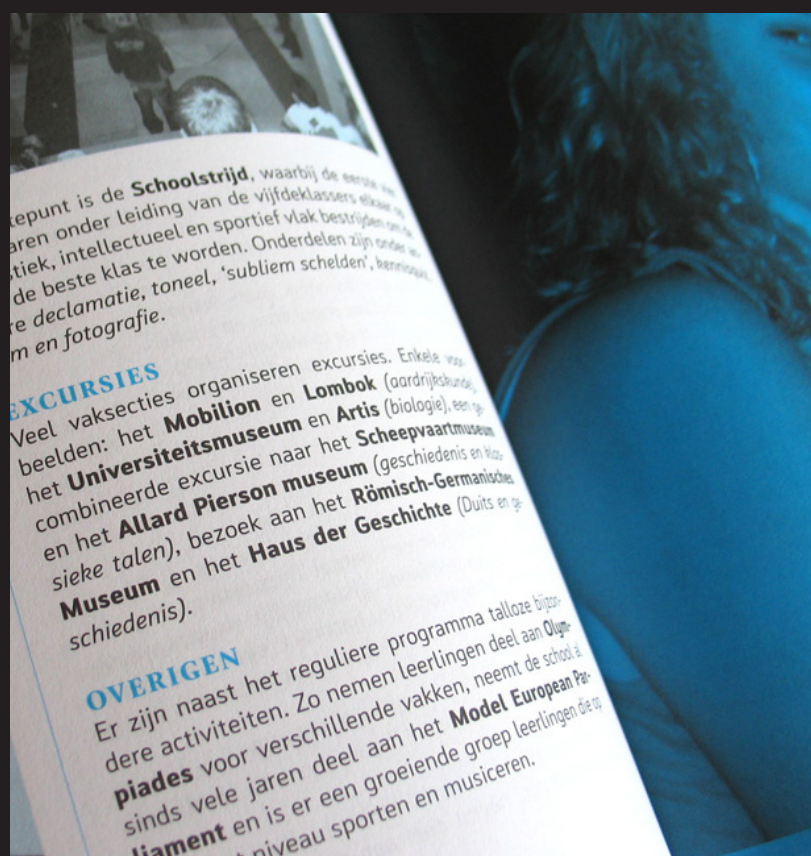 tepunt is de Schoolstrijd, waarbij de eerste vier
aren onder leiding van de vijfdeklassers elkaar op
tiek, intellectueel en sportief vlak bestrijden om de
de beste klas te worden. Onderdelen zijn onder an-
re declamatie, toneel, 'subliem schelden', kennisquiz,
m en fotografie.
EXCURSIES
Veel vaksecties organiseren excursies. Enkele voor-
beelden: het Mobilion en Lombok (aardrijkskunde),
het Universiteitsmuseum en Artis (biologie), een ge-
combineerde excursie naar het Scheepvaartmuseum
en het Allard Pierson museum (geschiedenis en klas-
sieke talen), bezoek aan het Römisch-Germanisches
Museum en het Haus der Geschichte (Duits en ge-
schiedenis).
OVERIGEN
Er zijn naast het reguliere programma talloze bijzon-
dere activiteiten. Zo nemen leerlingen deel aan Olym-
piades voor verschillende vakken, neemt de school al
sinds vele jaren deel aan het Model European Par-
liament en is er een groeiende groep leerlingen die op
niveau sporten en musiceren.